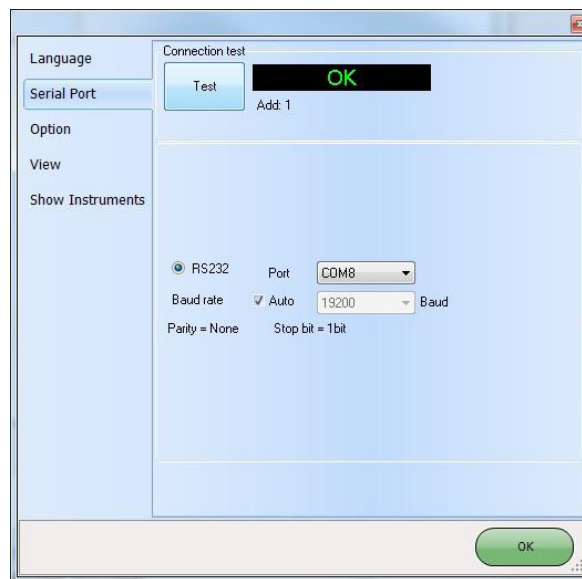 Language
Serial Port
Option
View
Show Instruments
Connection test
Test
OK
Add: 1
RS232
Port
COM8
Baud rate
Auto
19200
Baud
Parity = None
Stop bit = 1bit
OK